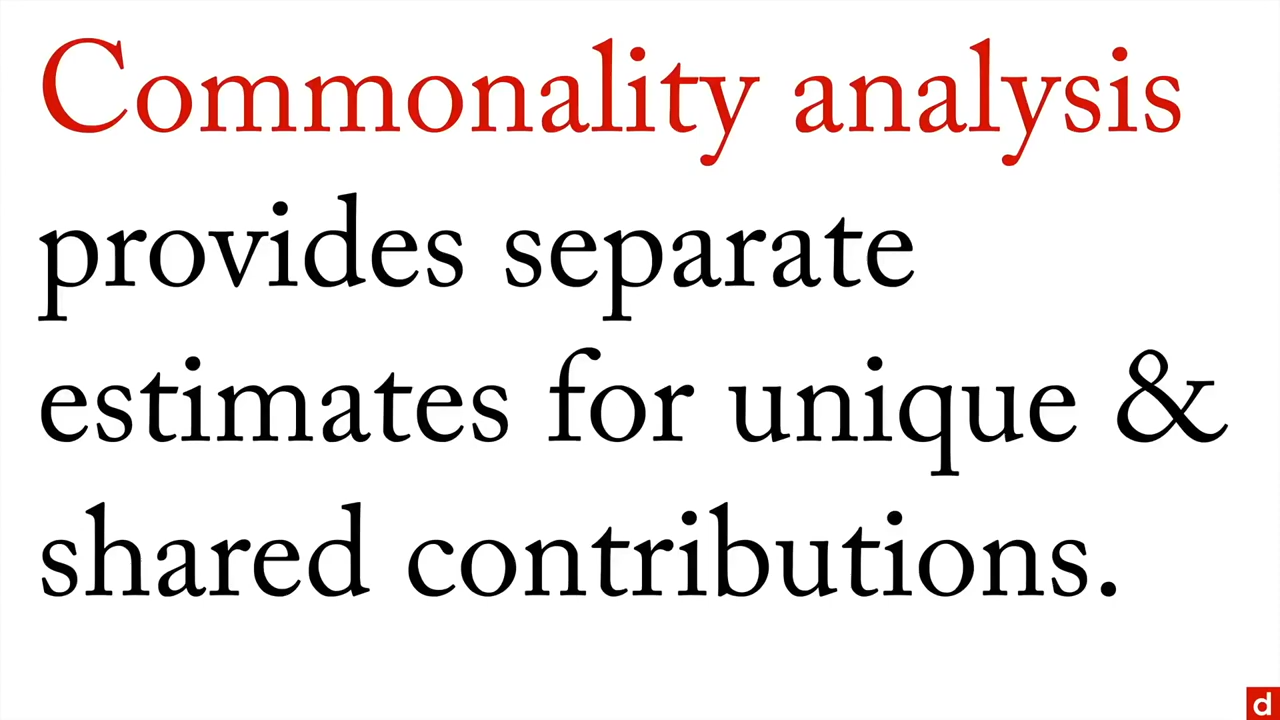 Commonality analysis
provides separate
estimates for unique &
shared contributions.
d